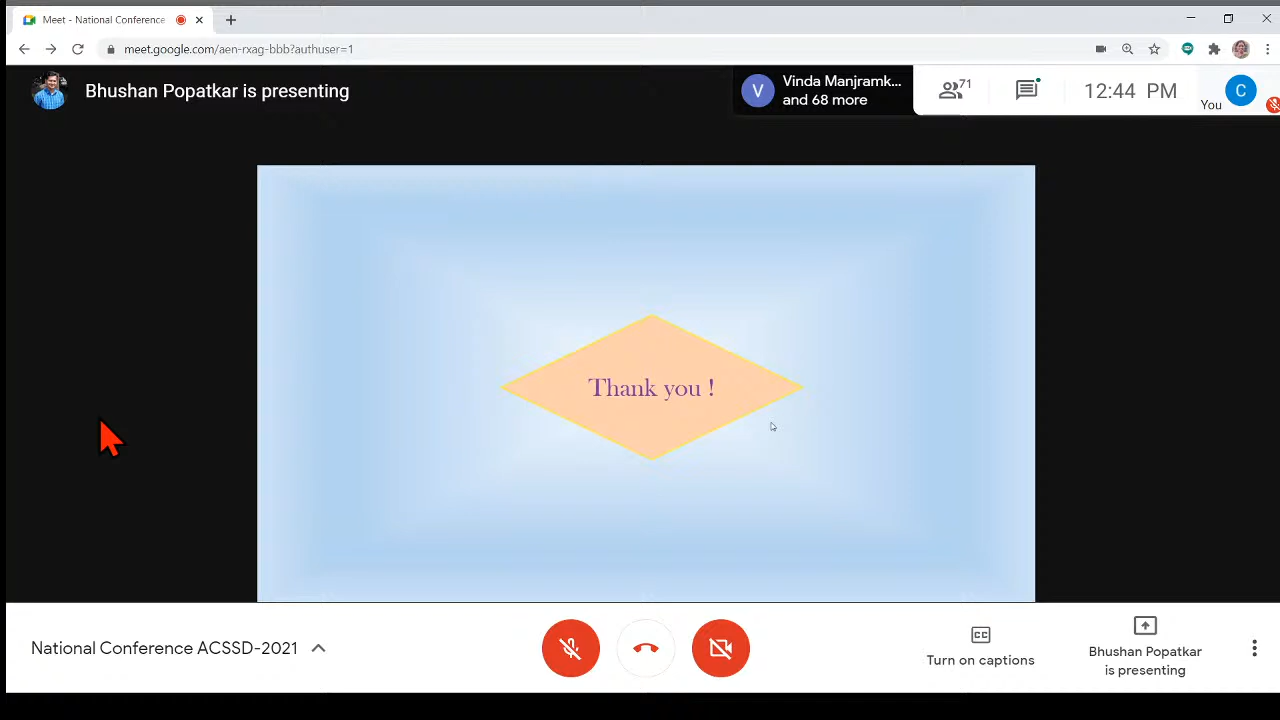 Meet - National Conference
meet.google.com/aen-rxag-bbb?authuser=1
Bhushan Popatkar is presenting
V
Vinda Manjramk...
and 68 more
71
12:44 PM
You
C
Thank you !
National Conference ACSSD-2021
CC
Turn on captions
Bhushan Popatkar
is presenting